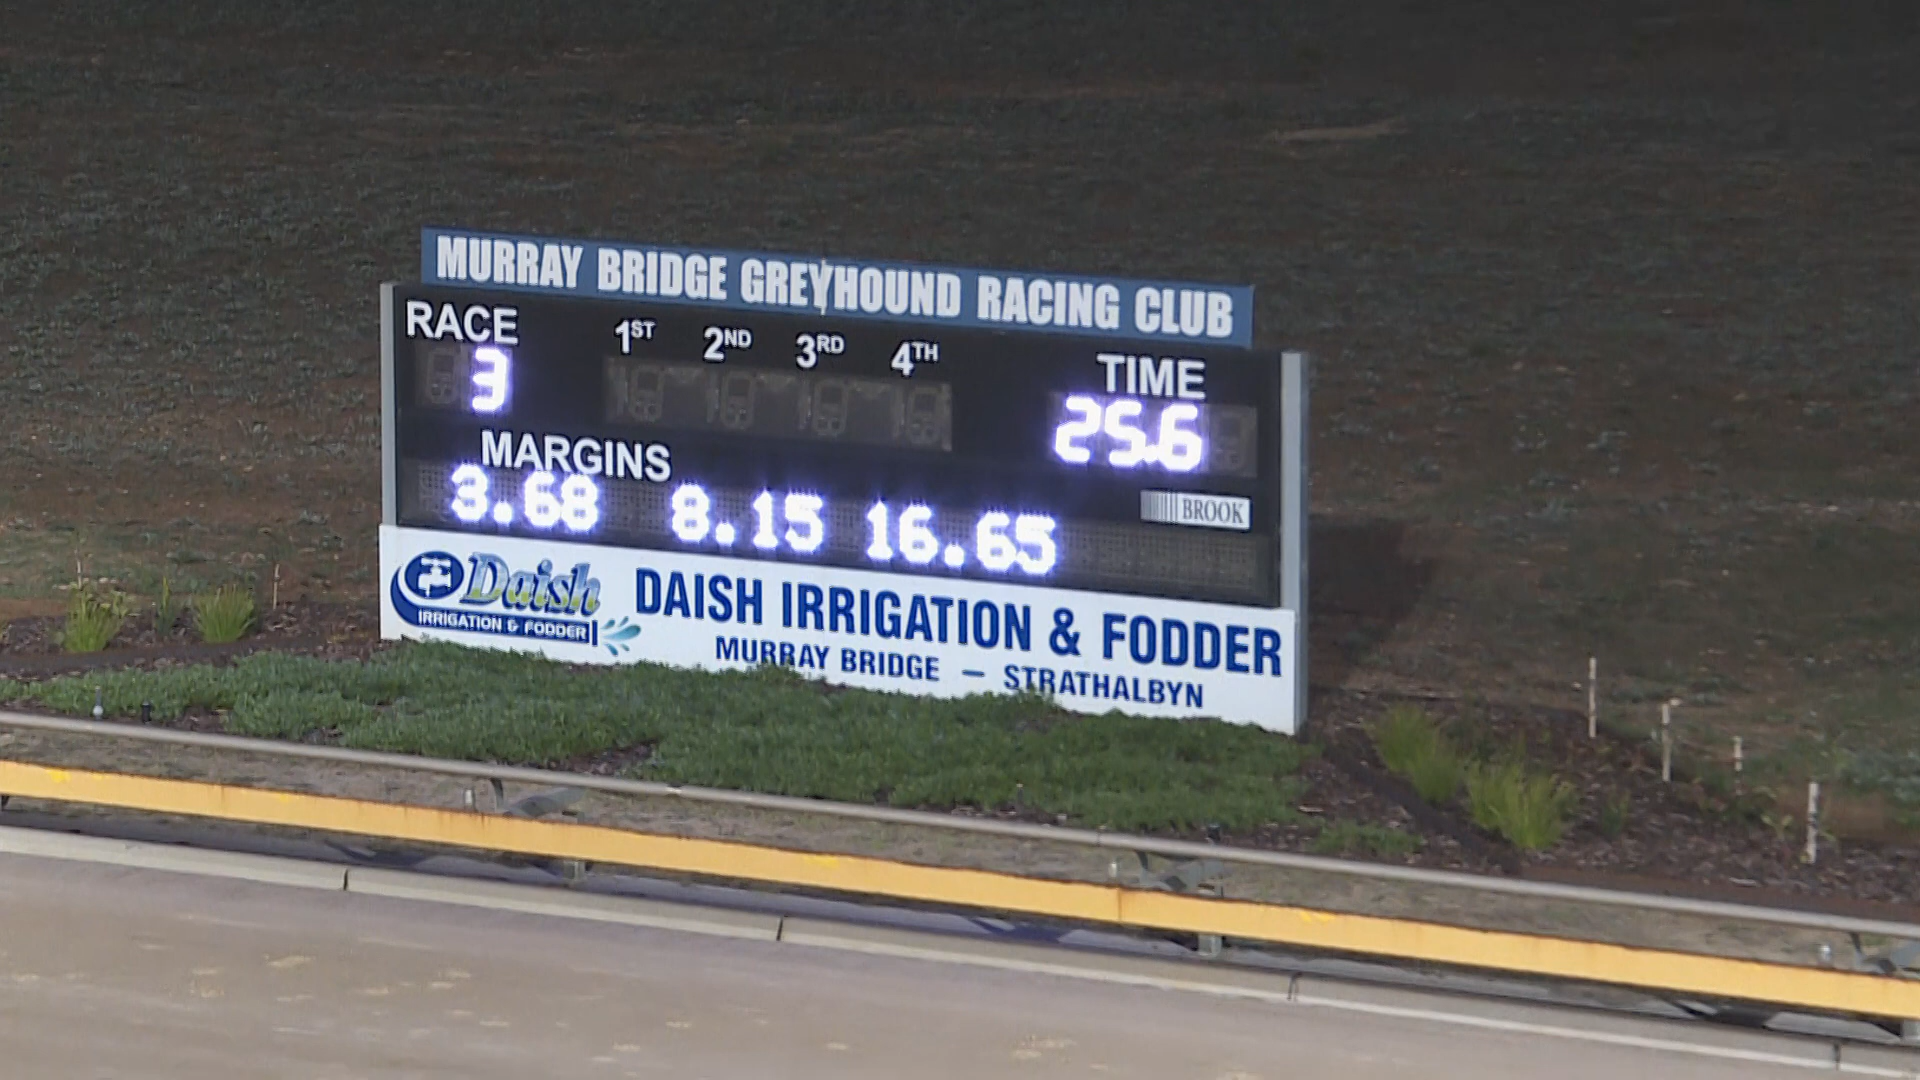 MURRAY BRIDGE GREYHOUND RACING CLUB
RACE 1ST 2ND 3RD 4TH TIME
3 25.6
MARGINS
3.68 8.15 16.65
BROOK
Daish
IRRIGATION & FODDER
DAISH IRRIGATION & FODDER
MURRAY BRIDGE – STRATHALBYN